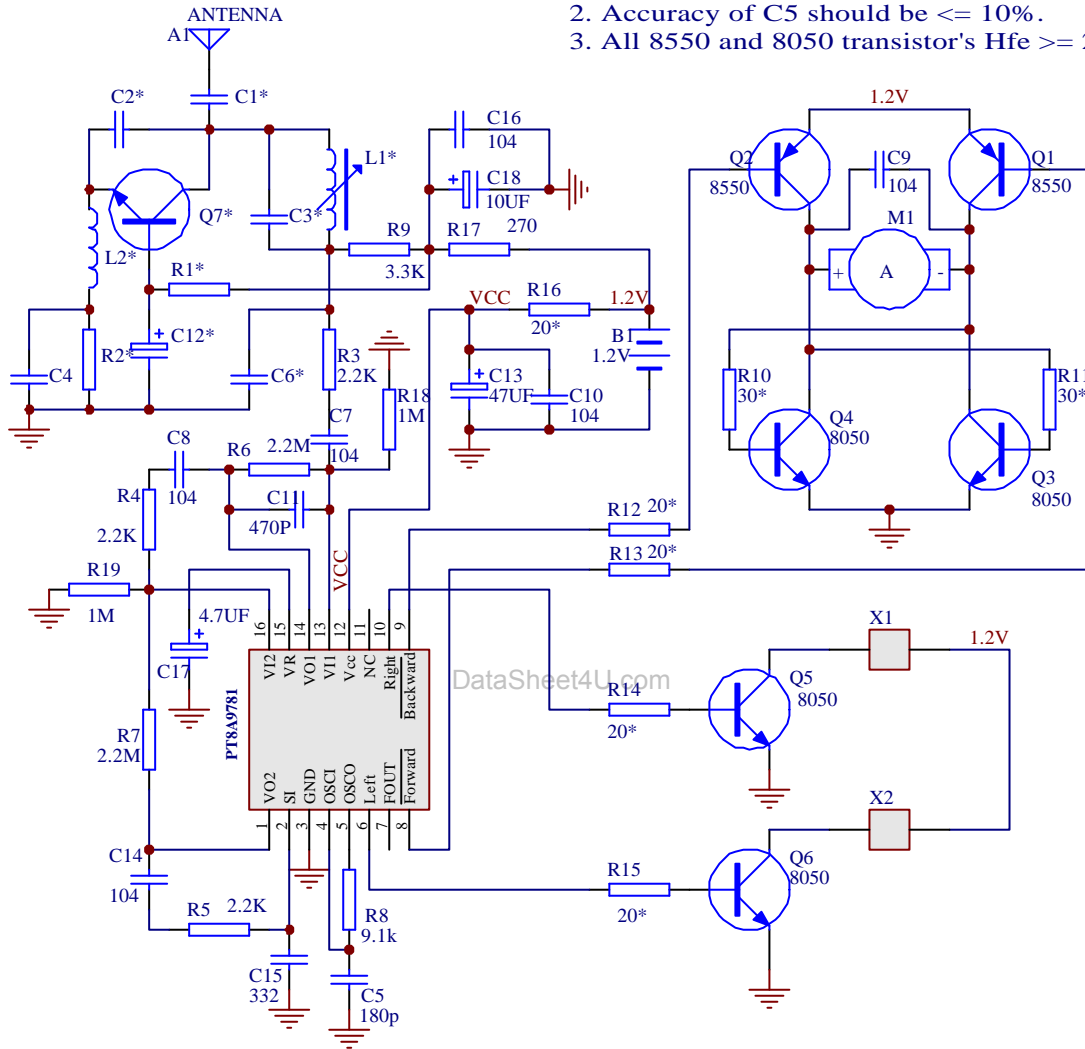 ANTENNA
A1
2. Accuracy of C5 should be <= 10%.
3. All 8550 and 8050 transistor's Hfe >=
C2*
C1*
C16
104
1.2V
L1*
Q2
8550
C9
104
Q1
8550
C18
10UF
270
Q7*
C3*
M1
R9
3.3K
R17
+
A
-
L2*
R1*
VCC
R16
20*
1.2V
C12*
R2*
R3
2.2K
B1
1.2V
C4
C6*
R18
1M
C13
47UF
C10
104
R10
30*
R11
30*
C7
104
Q4
8050
C8
104
R6
2.2M
Q3
8050
R4
2.2K
C11
470P
R12
20*
R13
20*
VCC
R19
1M
4.7UF
C17
16
15
14
13
12
11
10
9
VI2
VR
VO1
VI1
Vcc
NC
Right
Backward
X1
1.2V
DataSheet4U.com
PT8A9781
R14
20*
Q5
8050
R7
2.2M
VO2
SI
GND
OSCI
OSCO
Left
FOUT
Forward
1
2
3
4
5
6
7
8
X2
C14
104
Q6
8050
R15
20*
R5
2.2K
R8
9.1k
C15
332
C5
180p